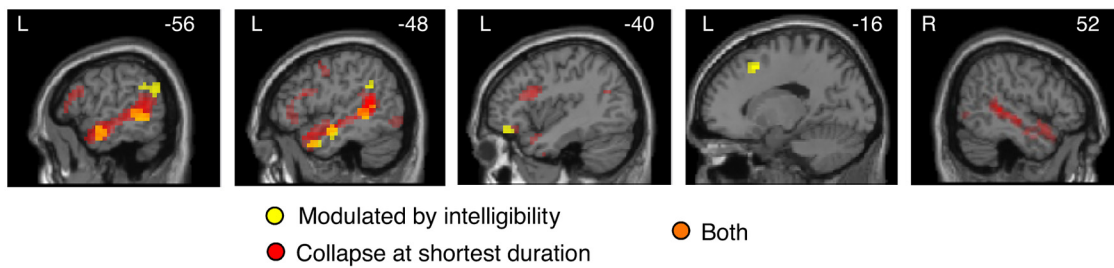 L -56
L -48
L -40
L -16
R 52
Modulated by intelligibility
Collapse at shortest duration
Both